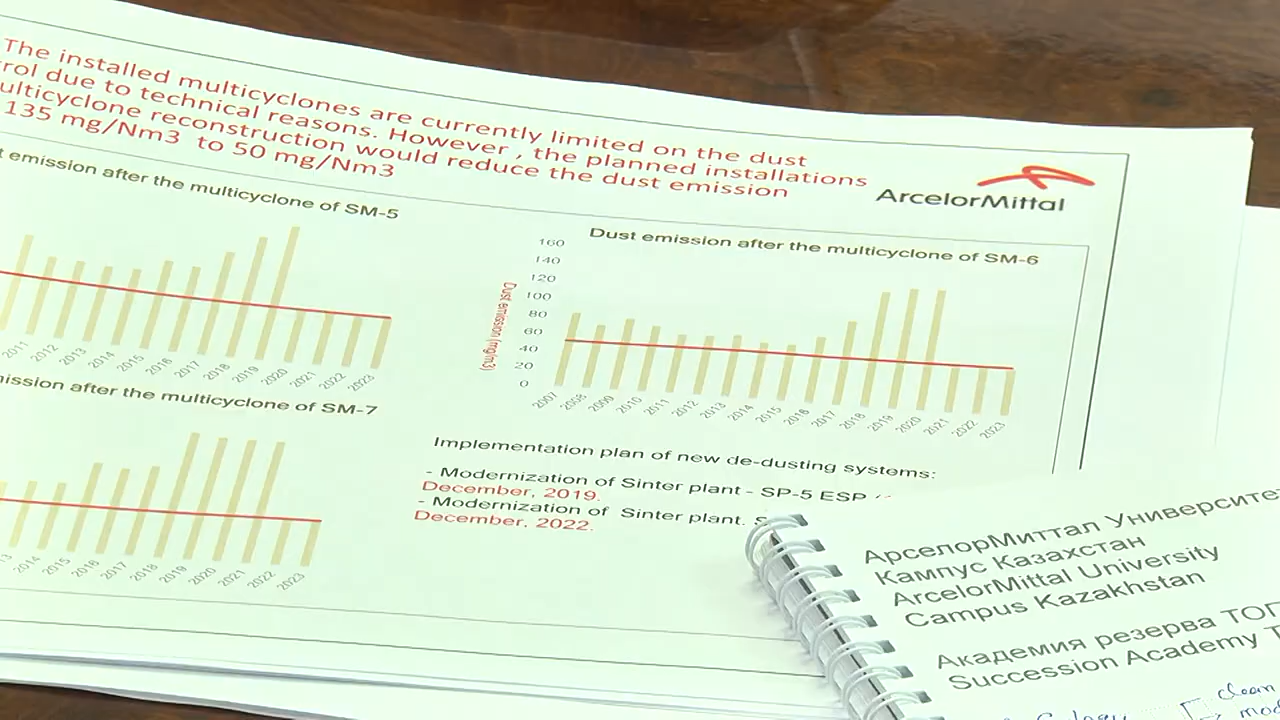 The installed multicyclones are currently limited on the dust
due to technical reasons. However , the planned installations
reconstruction would reduce the dust emission
135 mg/Nm3 to 50 mg/Nm3
ArcelorMittal
emission after the multicyclone of SM-5
2011 2012 2013 2014 2015 2016 2017 2018 2019 2020 2021 2022 2023
Dust emission after the multicyclone of SM-6
Dust emission (mg/m3)
160
140
120
100
80
60
40
20
0
2007 2008 2009 2010 2011 2012 2013 2014 2015 2016 2017 2018 2019 2020 2021 2022 2023
after the multicyclone of SM-7
2014 2015 2016 2017 2018 2019 2020 2021 2022 2023
Implementation plan of new de-dusting systems:
- Modernization of Sinter plant - SP-5 ESP
December, 2019.
- Modernization of Sinter plant.
December, 2022.
АрселорМиттал
Кампус Казахстан
ArcelorMittal University
Campus Kazakhstan
Академия резерва
Succession Academy
clean